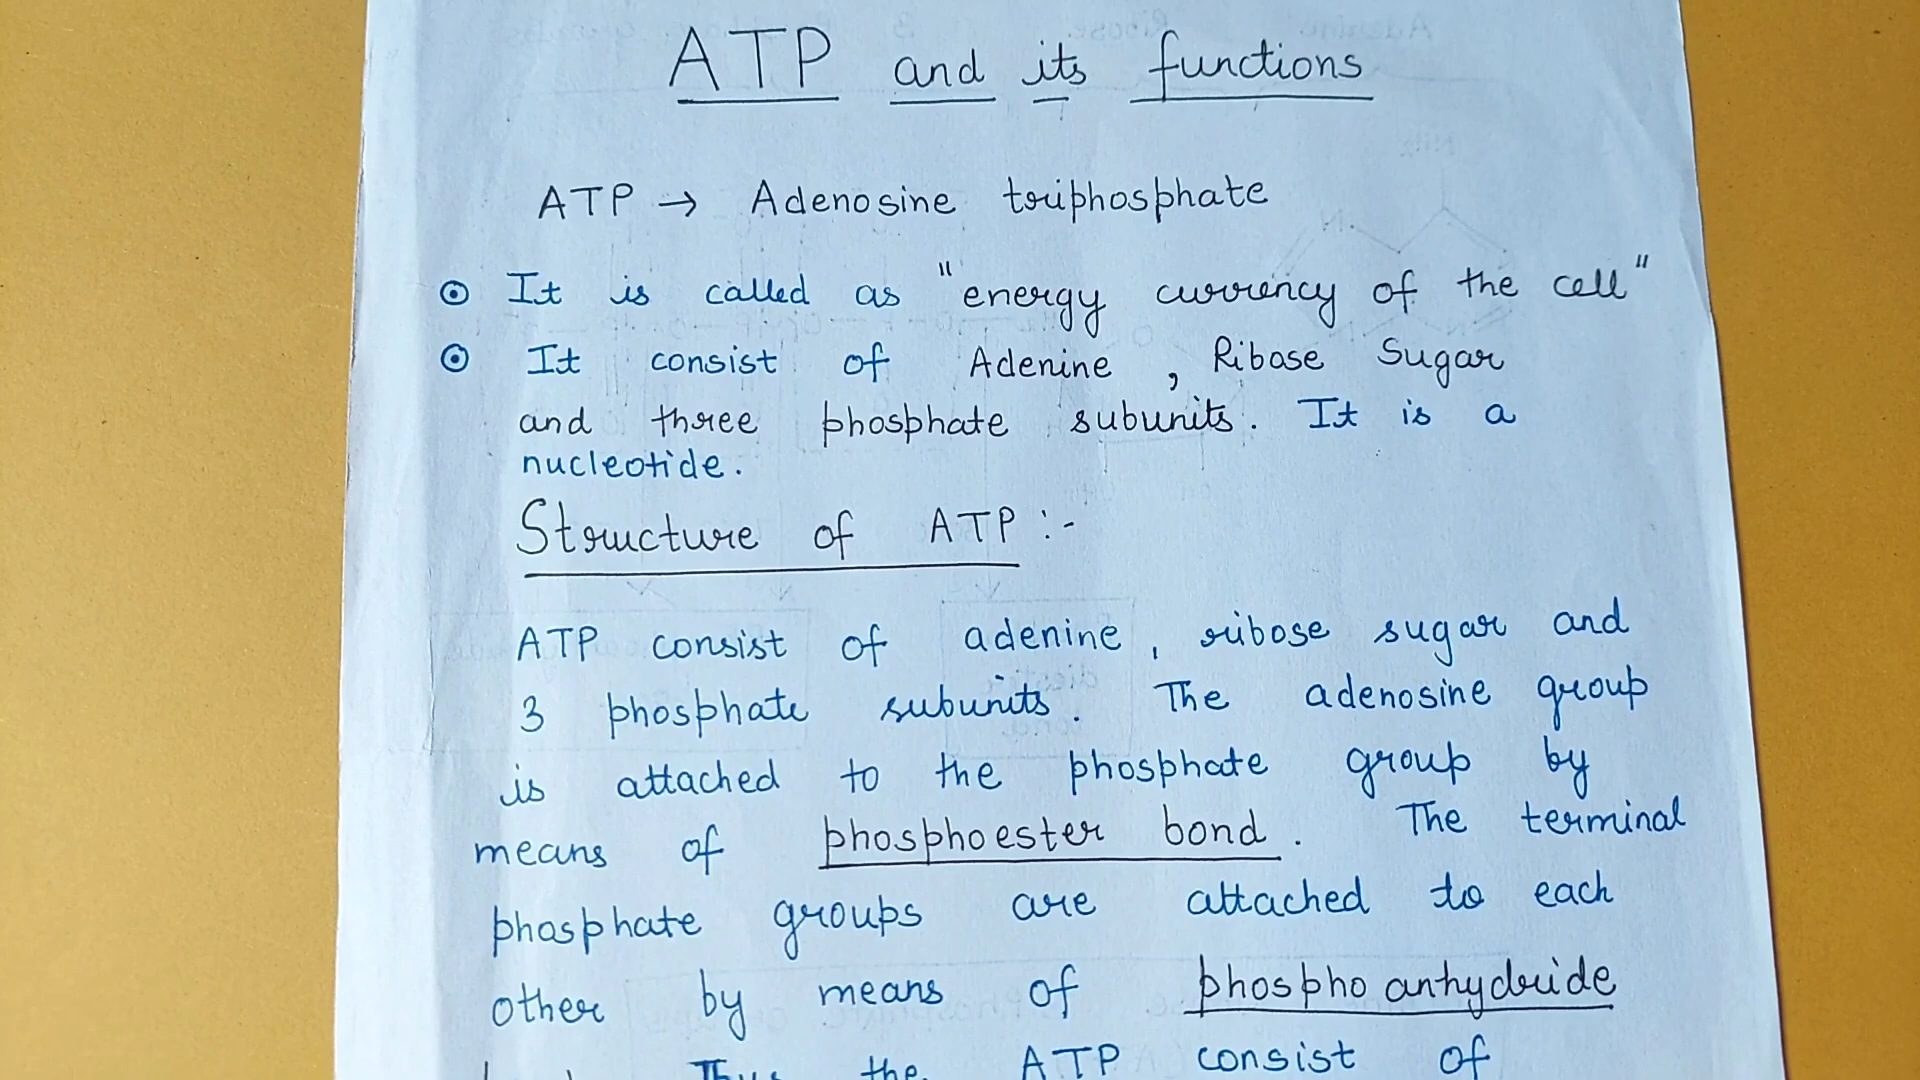 ATP and its functions
ATP → Adenosine triphosphate
⊙ It is called as "energy currency of the cell"
⊙ It consist of Adenine, Ribose Sugar
and three phosphate subunits. It is a
nucleotide.
Structure of ATP :-
ATP consist of adenine, ribose sugar and
3 phosphate subunits. The adenosine group
is attached to the phosphate group by
means of phosphoester bond. The terminal
phosphate groups are attached to each
other by means of phospho anhydride
Thus the ATP consist of